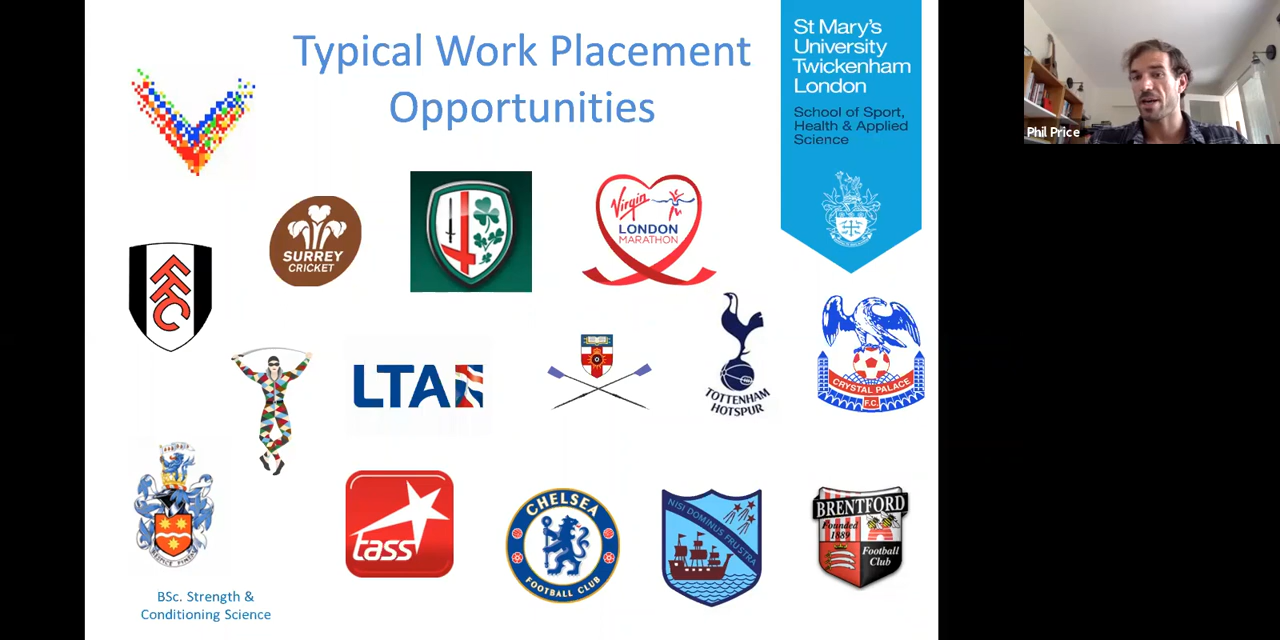 Typical Work Placement
Opportunities
St Mary's
University
Twickenham
London
School of Sport,
Health & Applied
Science
Phil Price
SURREY
CRICKET
Virgin
LONDON
MARATHON
FFC
LTA
TOTTENHAM
HOTSPUR
CRYSTAL PALACE
F.C.
tass
CHELSEA
FOOTBALL CLUB
NISI DOMINUS FRUSTRA
BRENTFORD
Founded
1889
Football
Club
BSc. Strength &
Conditioning Science